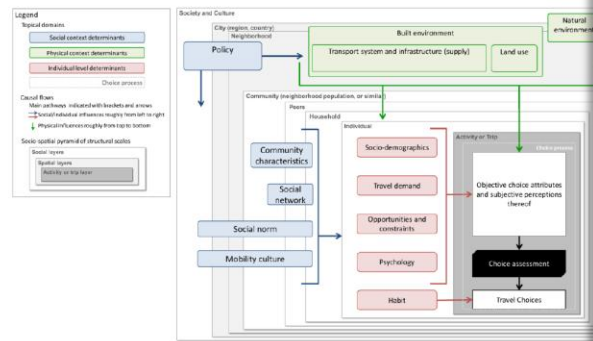 Legend
Topical domains
Social context determinants
Physical context determinants
Individual level determinants
Choice process
Causal flows
Main pathways indicated with brackets and arrows
Social/individual influences roughly from left to right
Physical influences roughly from top to bottom
Socio-spatial pyramid of structural scales
Social layers
Spatial layers
Activity or trip layer
Society and Culture
Natural
environment
City (region, country)
Neighborhood
Policy
Built environment
Transport system and infrastructure (supply)
Land use
Community (neighborhood population, or similar)
Peers
Household
Individual
Community
characteristics
Social
network
Social norm
Mobility culture
Socio-demographics
Travel demand
Opportunities and
constraints
Psychology
Habit
Activity or Trip
Choice process
Objective choice attributes
and subjective perceptions
thereof
Choice assessment
Travel Choices